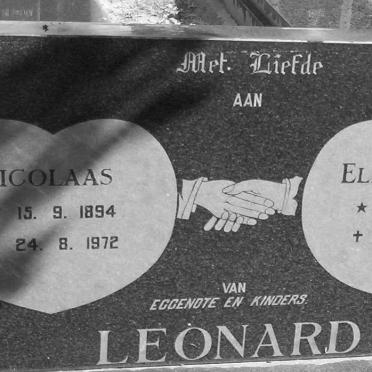 Met Liefde
AAN
ICOLAAS
15. 9. 1894
24. 8. 1972
EL
★
✝
VAN
EGGENOTE EN KINDERS.
LEONARD